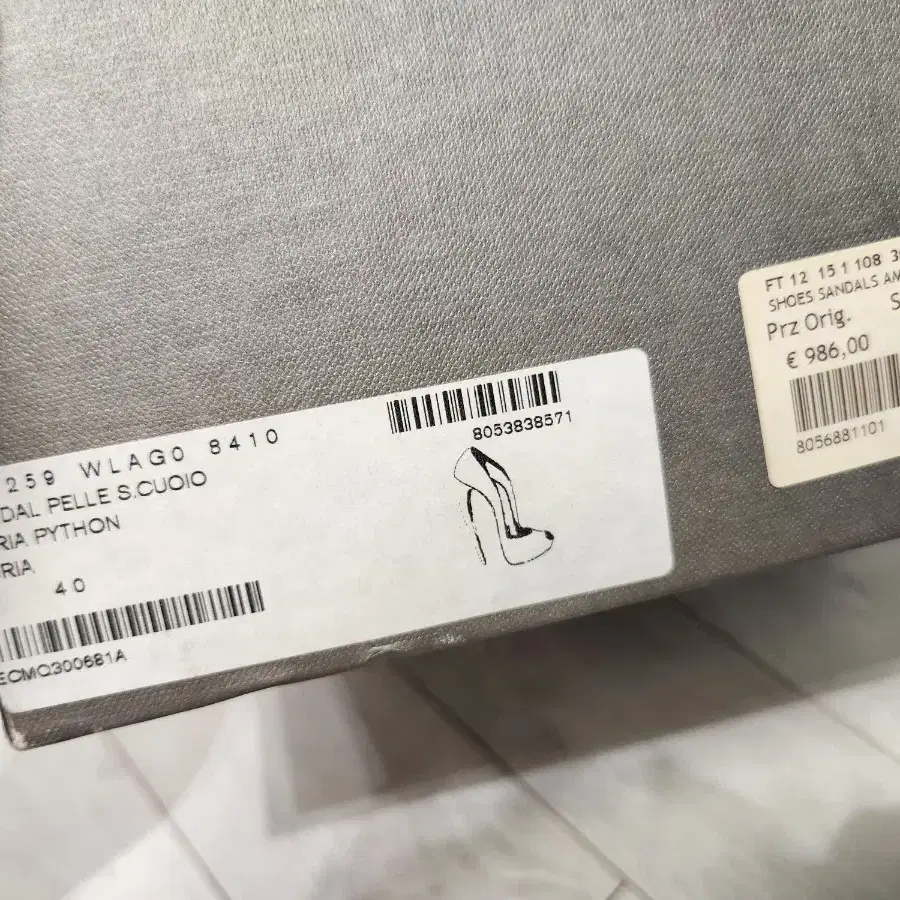 259 WLAG0 8410
DAL PELLE S.CUOIO
RIA PYTHON
RIA
40
ECMC300681A
8053838571
FT 12 15 1 108
SHOES SANDALS
Prz Orig. S
€ 986,00
8056881101